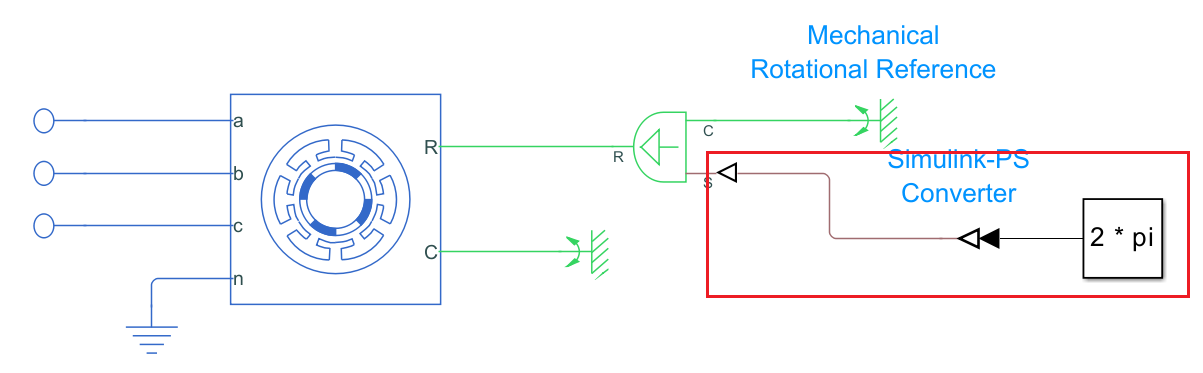 Mechanical
Rotational Reference
a
b
c
n
R
C
R
C
S
Simulink-PS
Converter
2 * pi